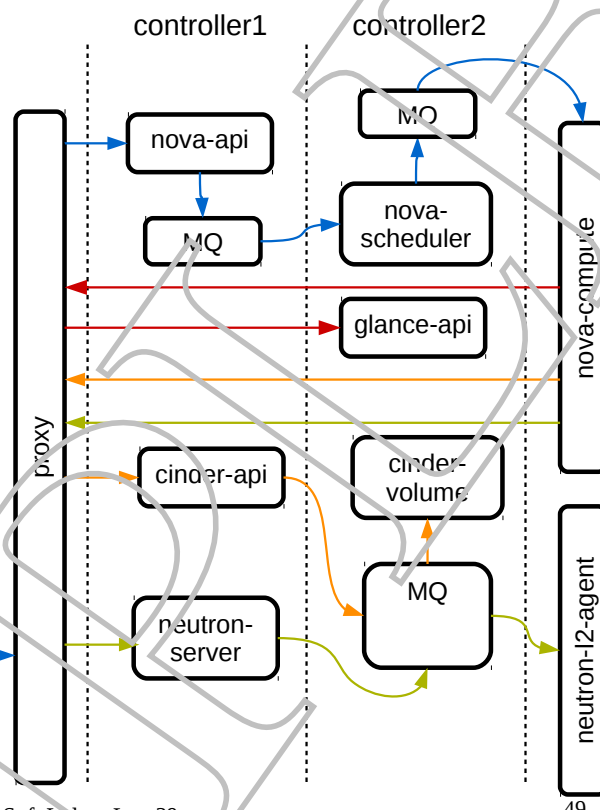 controller1
controller2
MQ
nova-api
nova-
scheduler
MQ
nova-compute
glance-api
proxy
cinder-api
cinder-
volume
MQ
neutron-
server
neutron-l2-agent
49